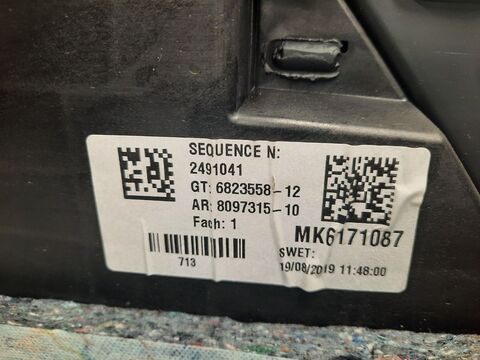 SEQUENCE N:
2491041
GT: 6823558-12
AR: 8097315-10
Fach: 1
713
MK6171087
SWET:
19/08/2019 11:48:00